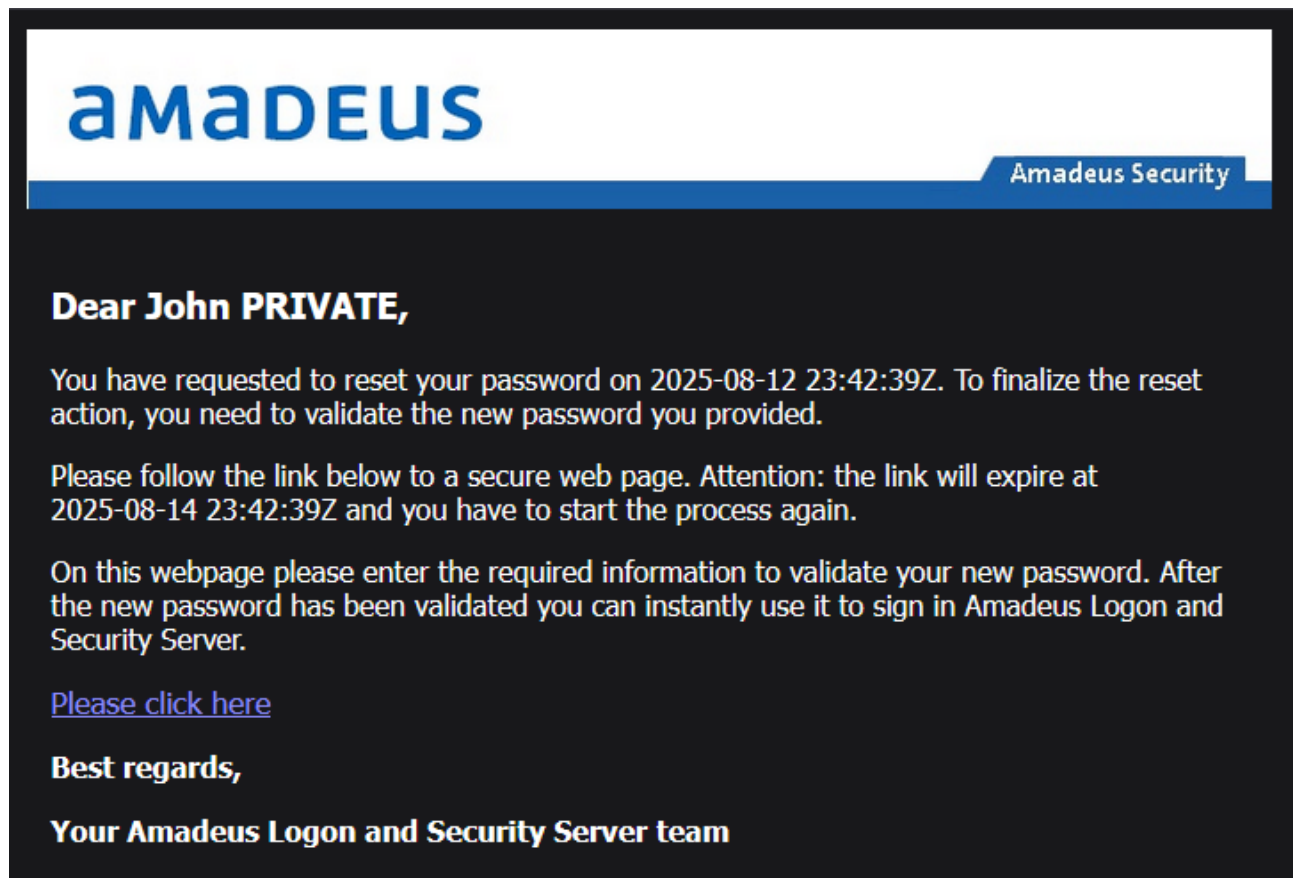 amadeus
Amadeus Security
Dear John PRIVATE,
You have requested to reset your password on 2025-08-12 23:42:39Z. To finalize the reset
action, you need to validate the new password you provided.
Please follow the link below to a secure web page. Attention: the link will expire at
2025-08-14 23:42:39Z and you have to start the process again.
On this webpage please enter the required information to validate your new password. After
the new password has been validated you can instantly use it to sign in Amadeus Logon and
Security Server.
Please click here
Best regards,
Your Amadeus Logon and Security Server team